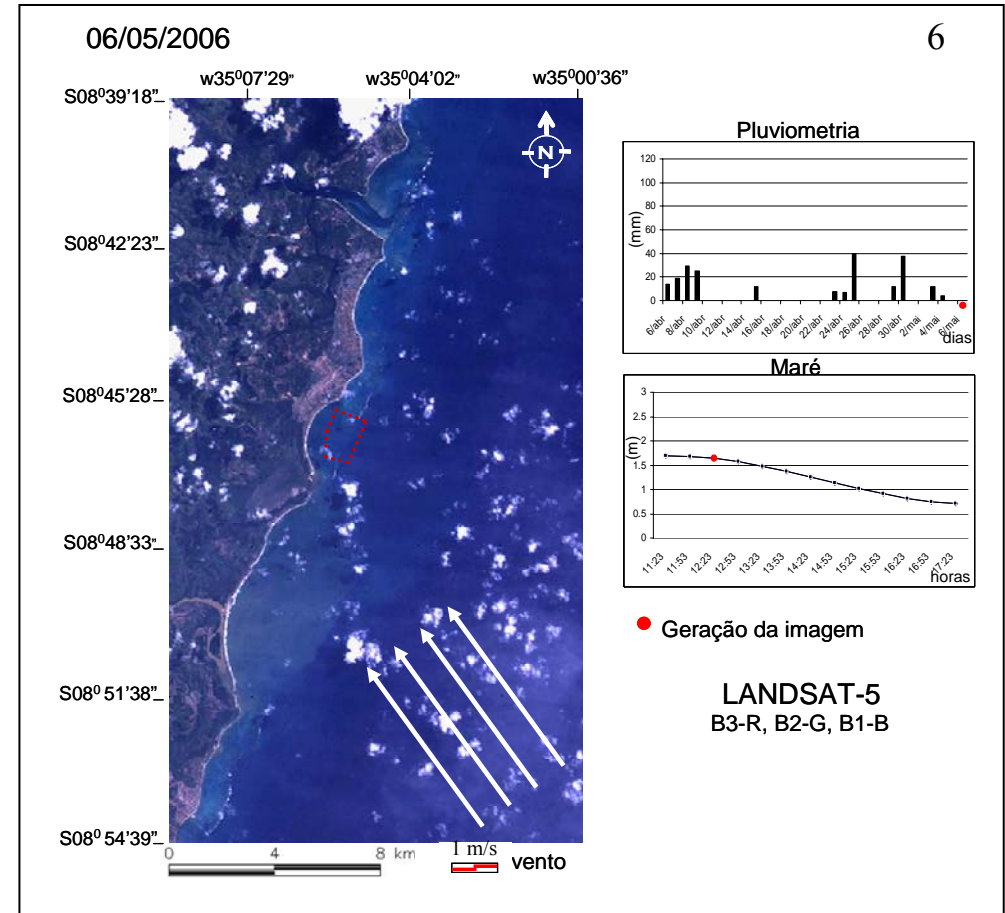 06/05/2006
6
w35⁰07’29” w35⁰04’02” w35⁰00’36”
S08⁰39’18”
S08⁰42’23”
S08⁰45’28”
S08⁰48’33”
S08⁰ 51’38”
S08⁰ 54’39”
N
0 4 8 km
1 m/s
vento
Pluviometria
(mm)
120
100
80
60
40
20
0
6/abr 8/abr 10/abr 12/abr 14/abr 16/abr 18/abr 20/abr 22/abr 24/abr 26/abr 28/abr 30/abr 2/mai 4/mai 6/mai
dias
Maré
(m)
3
2.5
2
1.5
1
0.5
0
11:23 11:53 12:23 12:53 13:23 13:53 14:23 14:53 15:23 15:53 16:23 16:53 17:23
horas
Geração da imagem
LANDSAT-5
B3-R, B2-G, B1-B